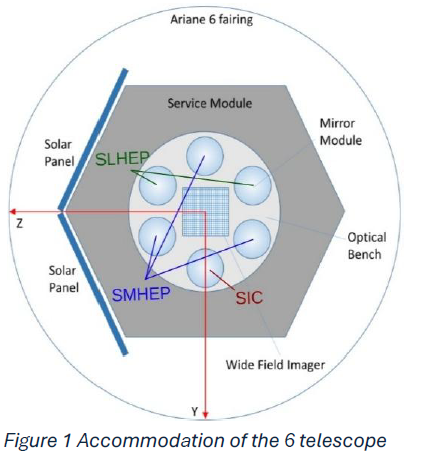 Ariane 6 fairing
Service Module
Mirror
Module
Solar
Panel
SLHEP
Z
Optical
Bench
Solar
Panel
SMHEP
SIC
Wide Field Imager
Y
Figure 1 Accommodation of the 6 telescope